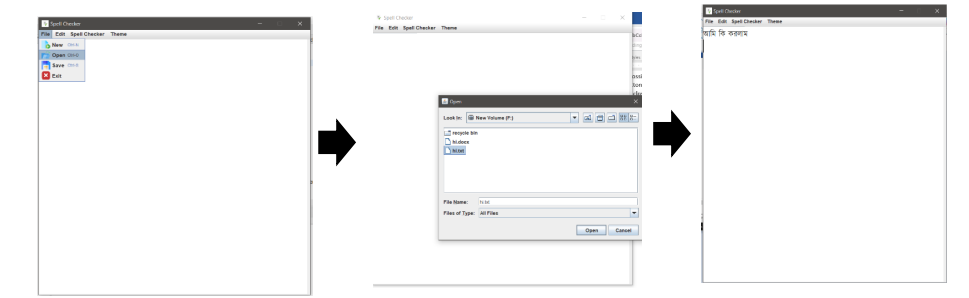 Spell Checker
File Edit Spell Checker Theme
New Ctrl-N
Open Ctrl-O
Save Ctrl-S
Exit
Spell Checker
File Edit Spell Checker Theme
Open
Look In: New Volume (F:)
recycle bin
hi.docx
hi.txt
File Name: hi.txt
Files of Type: All Files
Open Cancel
Spell Checker
File Edit Spell Checker Theme
আমি কি করলাম